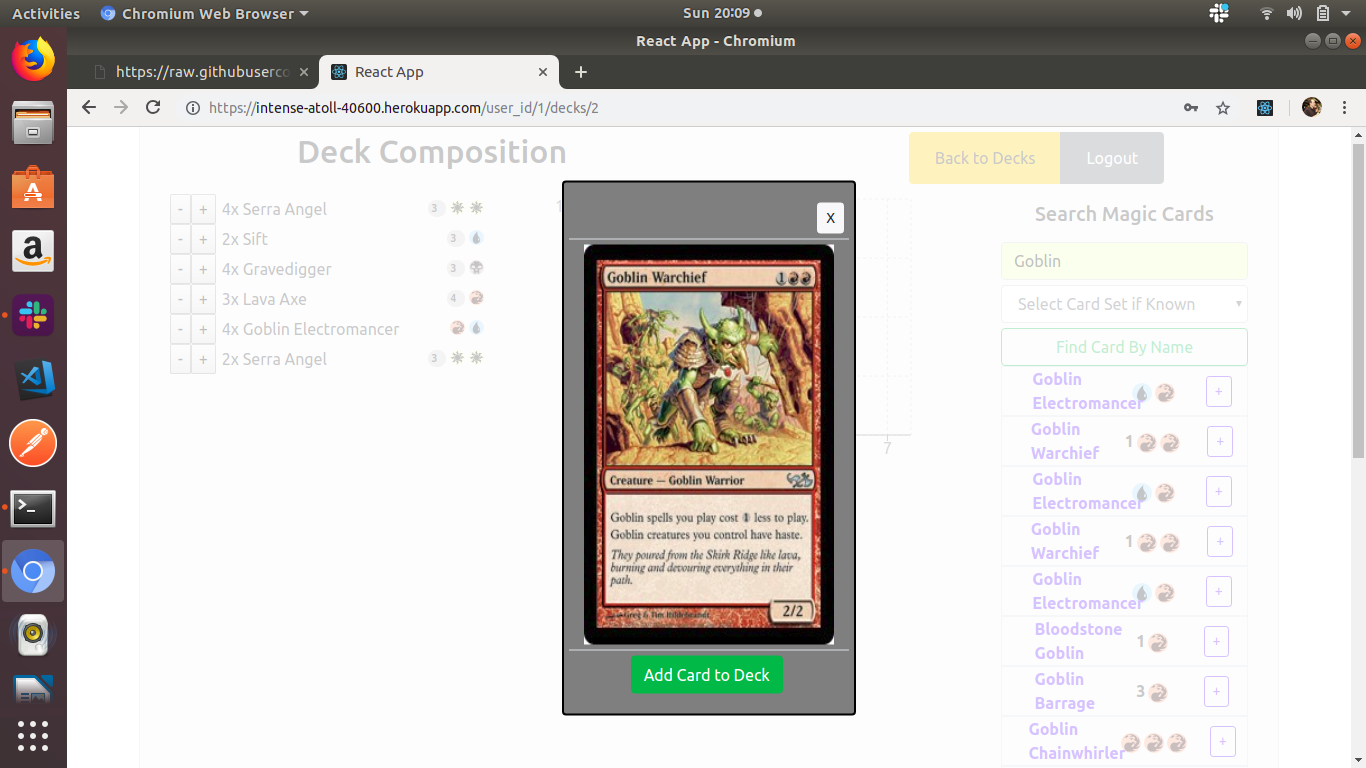 Activities
Chromium Web Browser
Sun 20:09
React App - Chromium
https://raw.githubuserco
React App
https://intense-atoll-40600.herokuapp.com/user_id/1/decks/2
Deck Composition
Back to Decks
Logout
- + 4x Serra Angel 3
- + 2x Sift 3
- + 4x Gravedigger 3
- + 3x Lava Axe 4
- + 4x Goblin Electromancer
- + 2x Serra Angel 3
1
7
X
Goblin Warchief 1
Creature — Goblin Warrior
Goblin spells you play cost 1 less to play.
Goblin creatures you control have haste.
They poured from the Skirk Ridge like lava,
burning and devouring everything in their
path.
2/2
Add Card to Deck
Search Magic Cards
Goblin
Select Card Set if Known
Find Card By Name
Goblin
Electromancer +
Goblin
Warchief 1 +
Goblin
Electromancer +
Goblin
Warchief 1 +
Goblin
Electromancer +
Bloodstone
Goblin 1 +
Goblin
Barrage 3 +
Goblin
Chainwhirler +